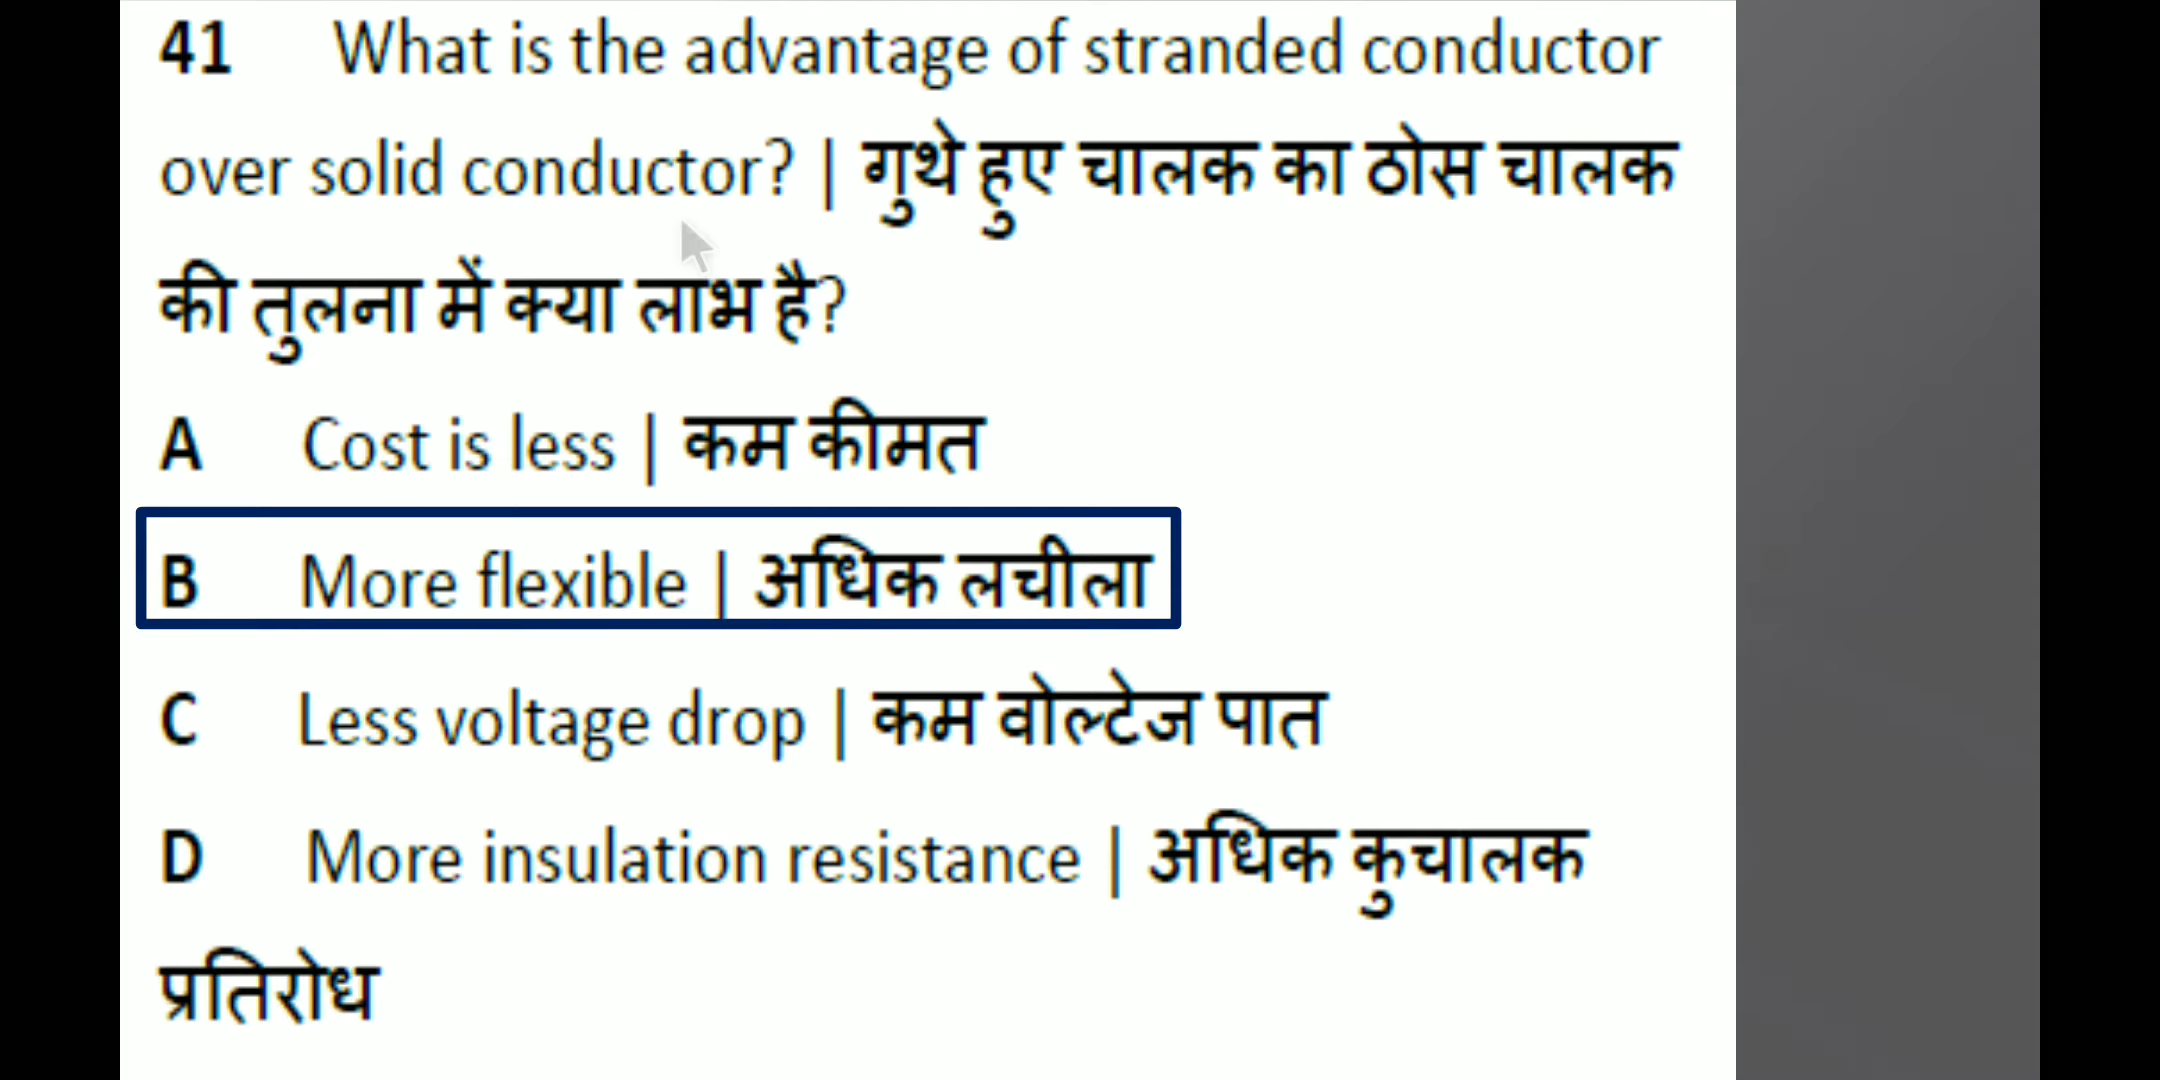 41 What is the advantage of stranded conductor
over solid conductor? | गुथे हुए चालक का ठोस चालक
की तुलना में क्या लाभ है?
A Cost is less | कम कीमत
B More flexible | अधिक लचीला
C Less voltage drop | कम वोल्टेज पात
D More insulation resistance | अधिक कुचालक
प्रतिरोध